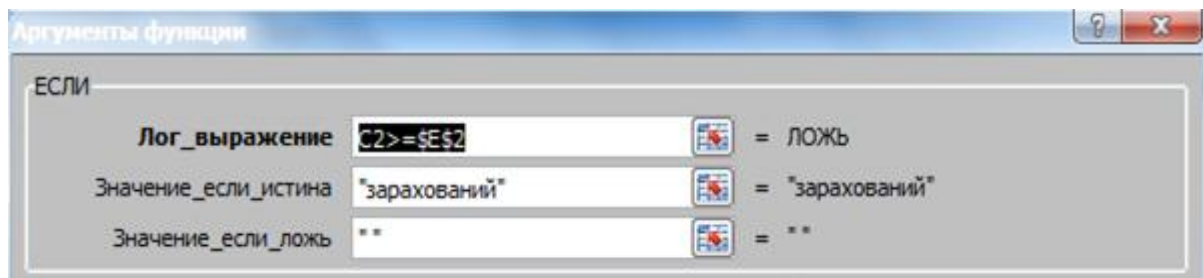 Аргументы функции
ЕСЛИ
Лог_выражение C2>=$E$2 = ЛОЖЬ
Значение_если_истина "зарахований" = "зарахований"
Значение_если_ложь " " = " "